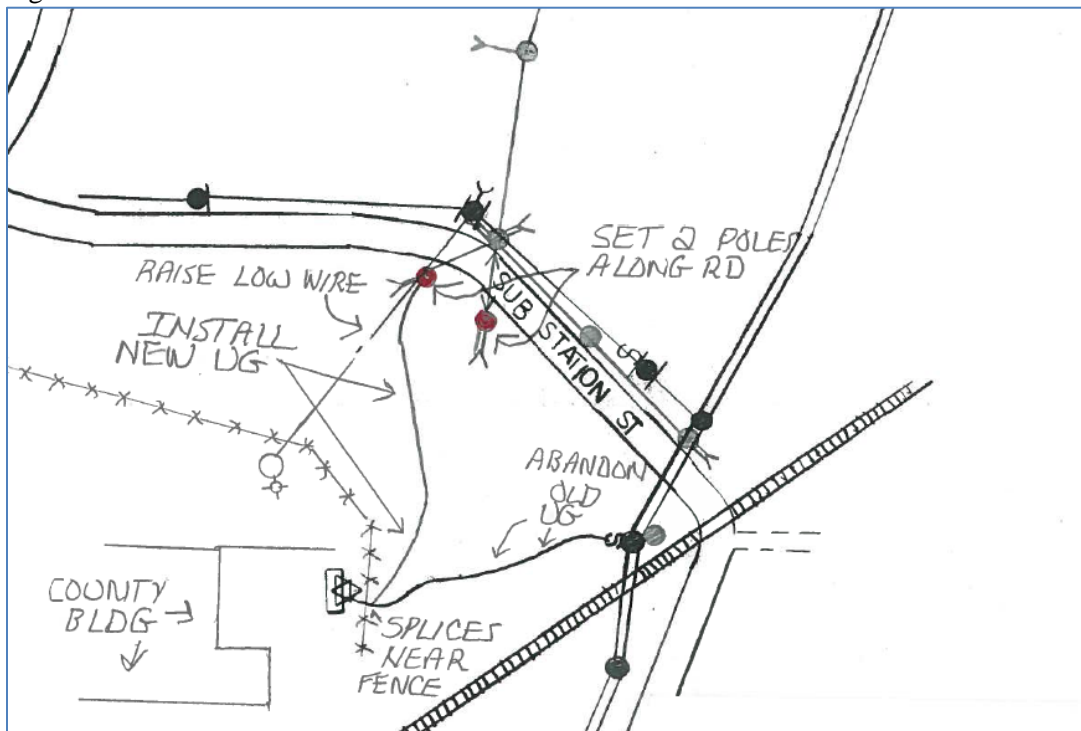 SET 2 POLES
ALONG RD
RAISE LOW WIRE
INSTALL
NEW UG
SUB STATION ST
ABANDON
OLD
UG
COUNTY
BLDG
SPLICES
NEAR
FENCE